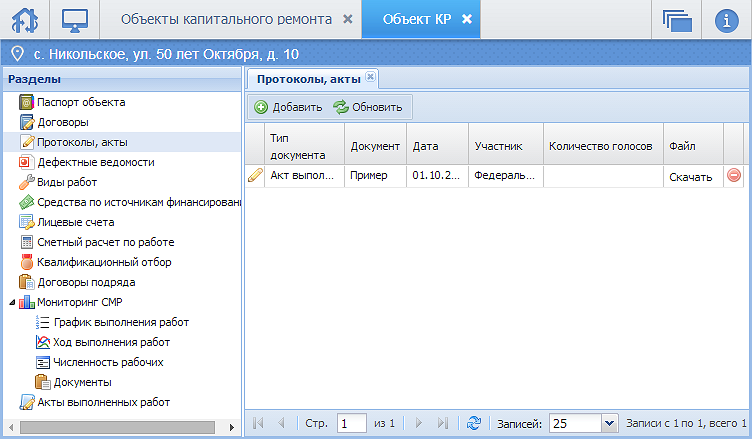 Объекты капитального ремонта
Объект КР
с. Никольское, ул. 50 лет Октября, д. 10
Разделы
Паспорт объекта
Договоры
Протоколы, акты
Дефектные ведомости
Виды работ
Средства по источникам финансировани
Лицевые счета
Сметный расчет по работе
Квалификационный отбор
Договоры подряда
Мониторинг СМР
График выполнения работ
Ход выполнения работ
Численность рабочих
Документы
Акты выполненных работ
Протоколы, акты
Добавить Обновить
Тип документа Документ Дата Участник Количество голосов Файл
Акт выпол... Пример 01.10.2... Федераль... Скачать
Стр. 1 из 1 Записей: 25 Записи с 1 по 1, всего 1